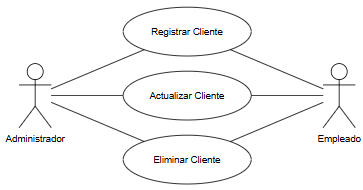 Registrar Cliente
Actualizar Cliente
Administrador
Empleado
Eliminar Cliente